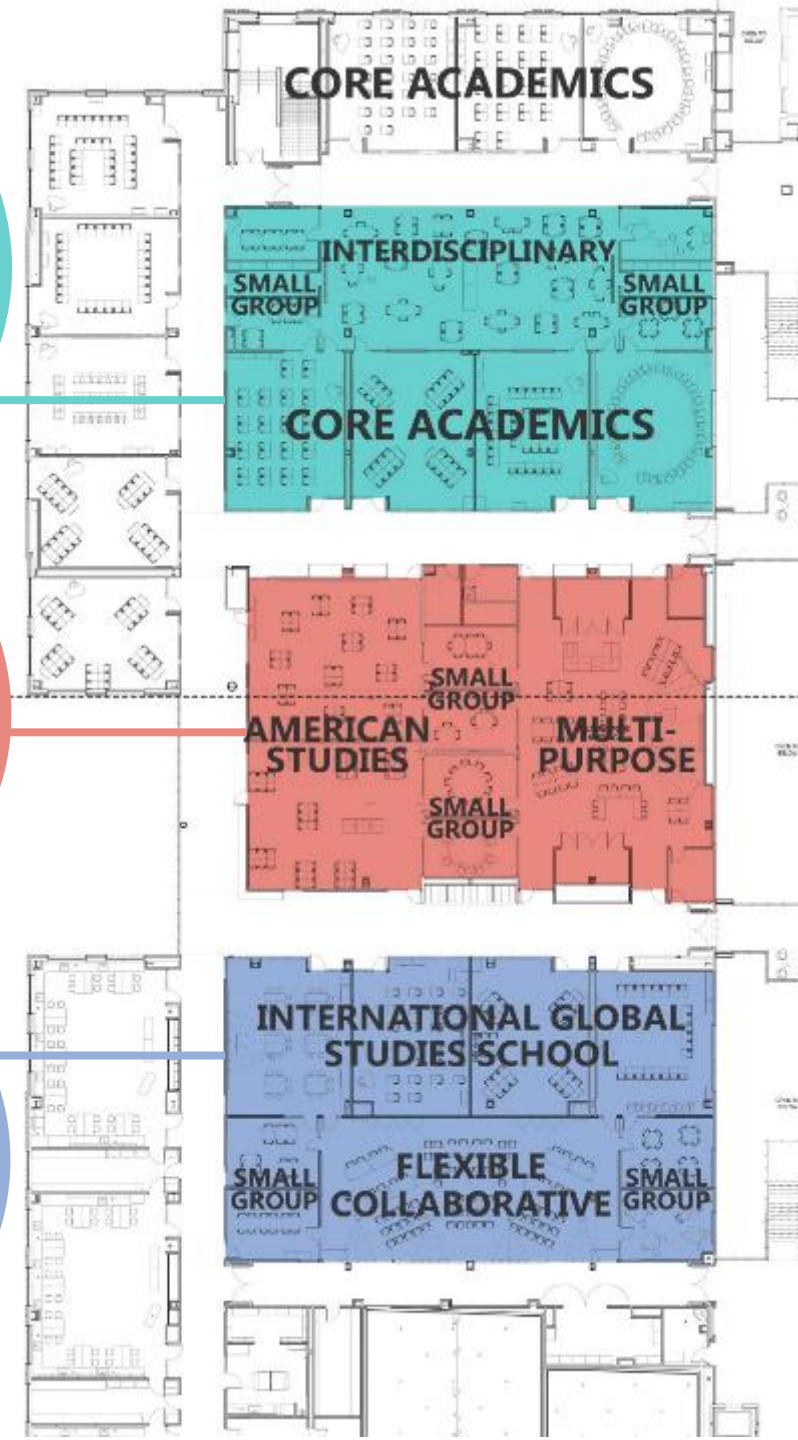 CORE ACADEMICS
INTERDISCIPLINARY
SMALL
GROUP
SMALL
GROUP
CORE ACADEMICS
SMALL
GROUP
AMERICAN
STUDIES
MULTI-
PURPOSE
SMALL
GROUP
INTERNATIONAL GLOBAL
STUDIES SCHOOL
SMALL
GROUP
FLEXIBLE
COLLABORATIVE
SMALL
GROUP